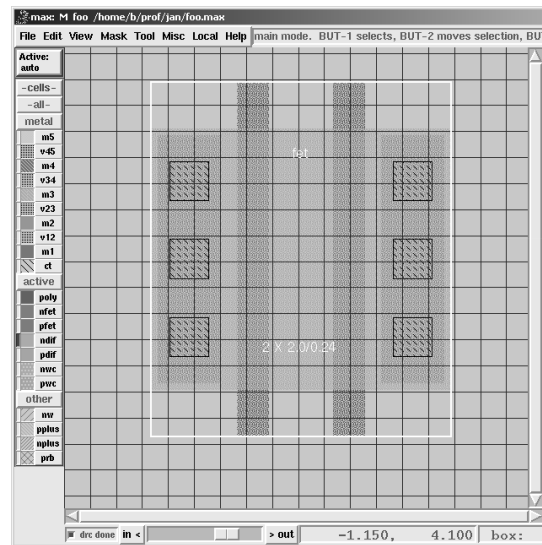 max: M foo /home/b/prof/jan/foo.max
File Edit View Mask Tool Misc Local Help main mode. BUT-1 selects, BUT-2 moves selection, BU
Active:
auto
-cells-
-all-
metal
m5
v45
m4
v34
m3
v23
m2
v12
m1
ct
active
poly
nfet
pfet
ndif
pdif
nwc
pwc
other
nw
pplus
nplus
prb
fet
2 X 2.0/0.24
drc done in < > out -1.150, 4.100 box: